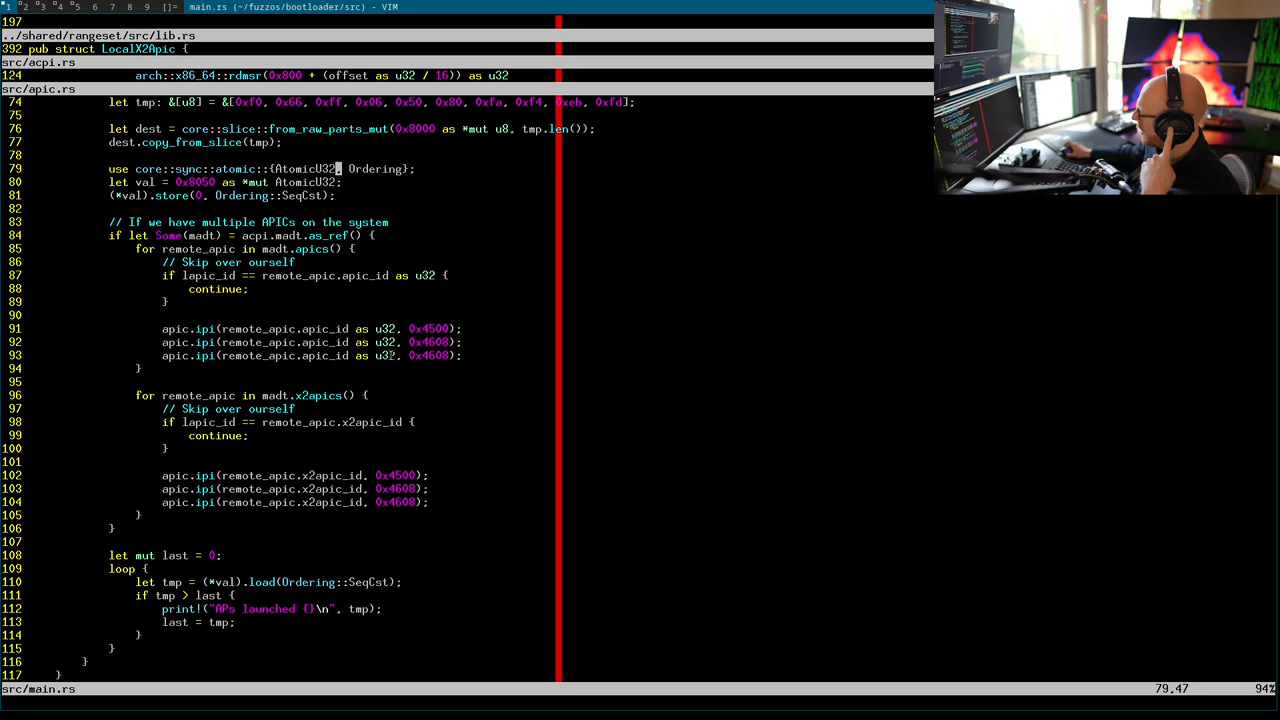 1 2 3 4 5 6 7 8 9 []= main.rs (~/fuzzos/bootloader/src) - VIM
197
../shared/rangeset/src/lib.rs
392 pub struct LocalX2Apic {
src/acpi.rs
124 arch::x86_64::rdmsr(0x800 + (offset as u32 / 16)) as u32
src/apic.rs
74 let tmp: &[u8] = &[0xf0, 0x66, 0xff, 0x06, 0x50, 0x80, 0xfa, 0xf4, 0xeb, 0xfd];
75
76 let dest = core::slice::from_raw_parts_mut(0x8000 as *mut u8, tmp.len());
77 dest.copy_from_slice(tmp);
78
79 use core::sync::atomic::{AtomicU32, Ordering};
80 let val = 0x8050 as *mut AtomicU32;
81 (*val).store(0, Ordering::SeqCst);
82
83 // If we have multiple APICs on the system
84 if let Some(madt) = acpi.madt.as_ref() {
85 for remote_apic in madt.apics() {
86 // Skip over ourself
87 if lapic_id == remote_apic.apic_id as u32 {
88 continue;
89 }
90
91 apic.ipi(remote_apic.apic_id as u32, 0x4500);
92 apic.ipi(remote_apic.apic_id as u32, 0x4608);
93 apic.ipi(remote_apic.apic_id as u32, 0x4608);
94 }
95
96 for remote_apic in madt.x2apics() {
97 // Skip over ourself
98 if lapic_id == remote_apic.x2apic_id {
99 continue;
100 }
101
102 apic.ipi(remote_apic.x2apic_id, 0x4500);
103 apic.ipi(remote_apic.x2apic_id, 0x4608);
104 apic.ipi(remote_apic.x2apic_id, 0x4608);
105 }
106 }
107
108 let mut last = 0;
109 loop {
110 let tmp = (*val).load(Ordering::SeqCst);
111 if tmp > last {
112 print!("APs launched {}\n", tmp);
113 last = tmp;
114 }
115 }
116 }
117 }
src/main.rs 79,47 94%